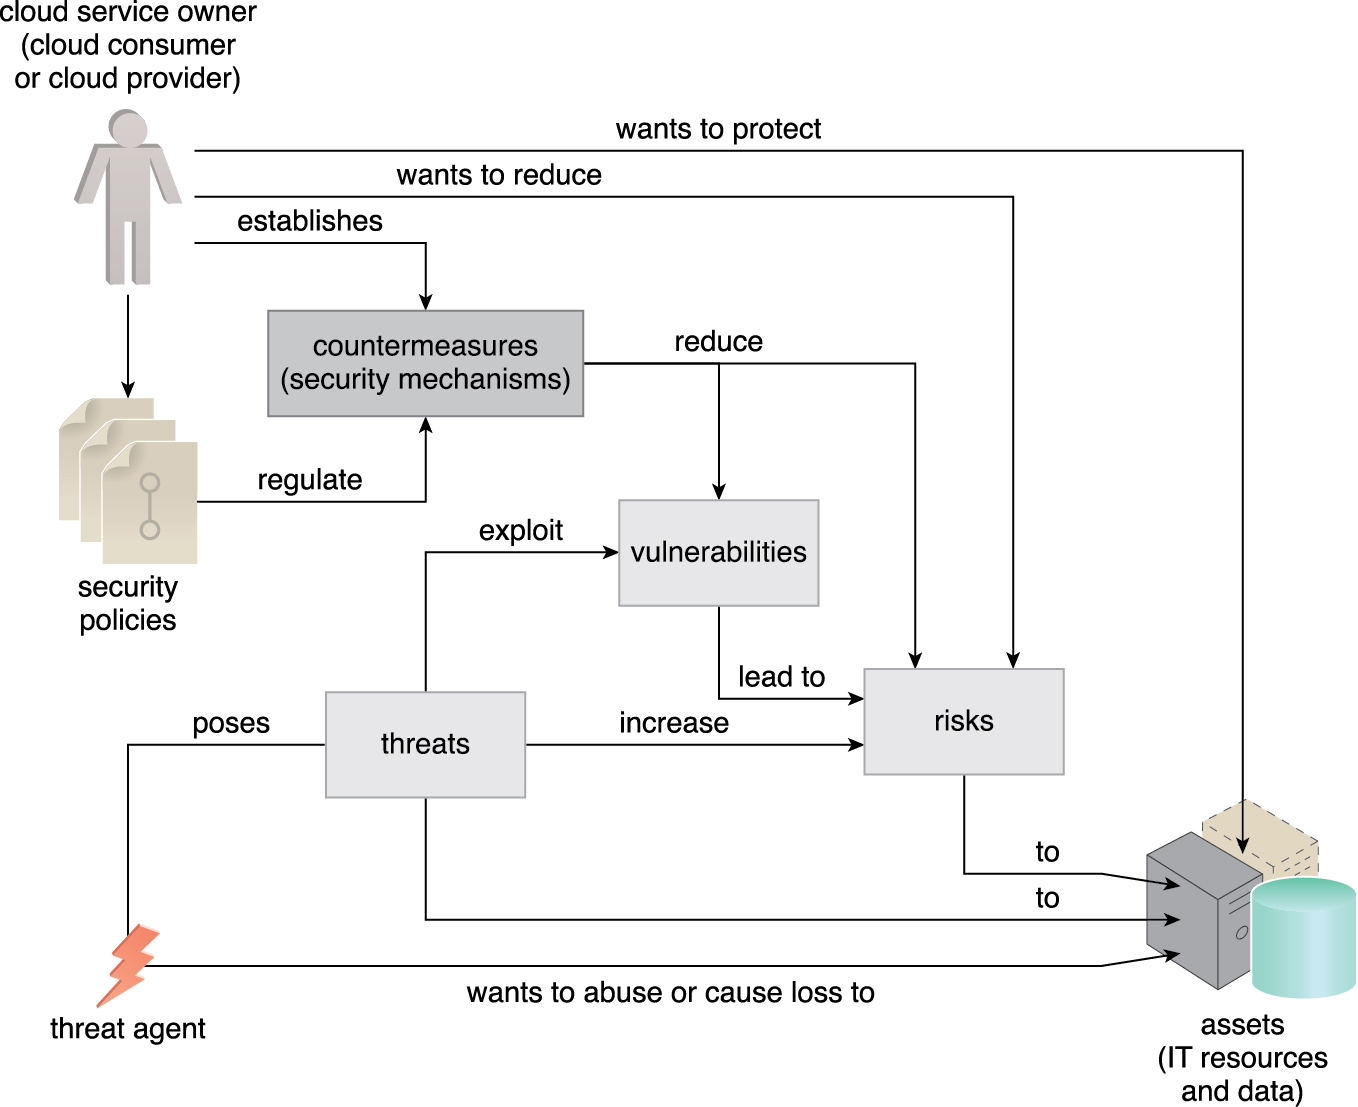 cloud service owner
(cloud consumer
or cloud provider)
wants to protect
wants to reduce
establishes
countermeasures
(security mechanisms)
reduce
regulate
exploit
vulnerabilities
security
policies
lead to
poses
threats
increase
risks
to
to
wants to abuse or cause loss to
threat agent
assets
(IT resources
and data)